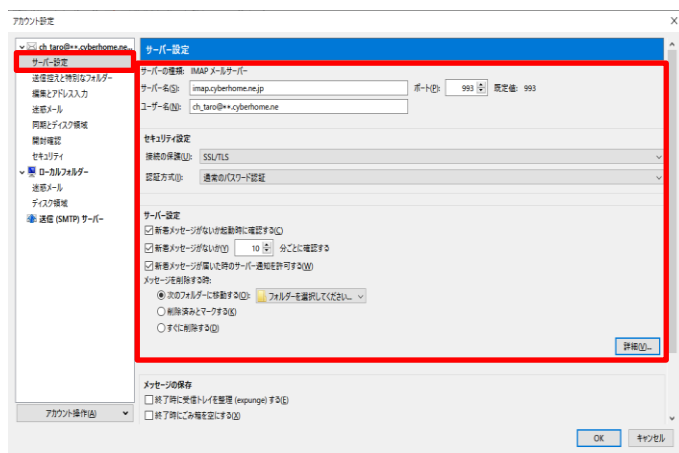 アカウント設定
ch_taro@**.cyberhome.ne...
サーバー設定
送信控えと特別なフォルダー
編集とアドレス入力
迷惑メール
同期とディスク領域
開封確認
セキュリティ
ローカルフォルダー
迷惑メール
ディスク領域
送信 (SMTP) サーバー
アカウント操作(A)
サーバー設定
サーバーの種類: IMAP メールサーバー
サーバー名(S): imap.cyberhome.ne.jp ポート(P): 993 既定値: 993
ユーザー名(N): ch_taro@**.cyberhome.ne
セキュリティ設定
接続の保護(U): SSL/TLS
認証方式(I): 通常のパスワード認証
サーバー設定
新着メッセージがないか起動時に確認する(C)
新着メッセージがないか(Y) 10 分ごとに確認する
新着メッセージが届いた時のサーバー通知を許可する(W)
メッセージを削除する時:
次のフォルダーに移動する(O): フォルダーを選択してください...
削除済みとマークする(K)
すぐに削除する(D)
詳細(V)...
メッセージの保存
終了時に受信トレイを整理 (expunge) する(E)
終了時にごみ箱を空にする(X)
OK キャンセル